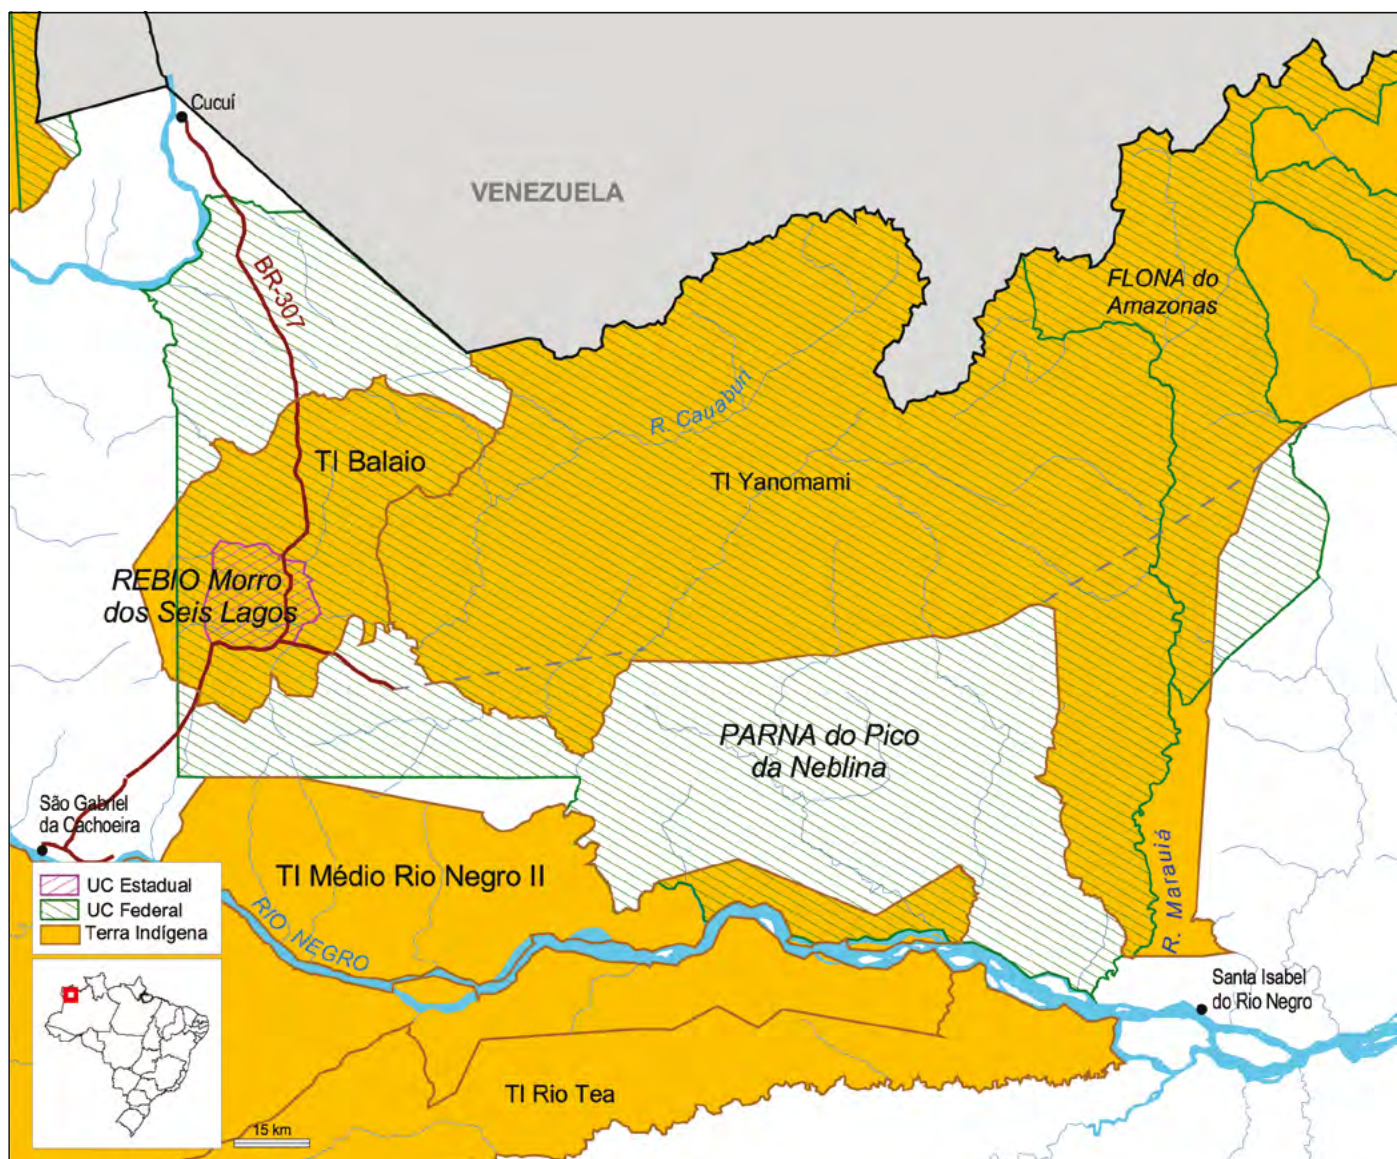 Cucuí
VENEZUELA
BR-307
FLONA do
Amazonas
R. Cauaburi
TI Balaio
TI Yanomami
REBIO Morro
dos Seis Lagos
PARNA do Pico
da Neblina
São Gabriel
da Cachoeira
TI Médio Rio Negro II
R. Marauiá
RIO NEGRO
UC Estadual
UC Federal
Terra Indígena
Santa Isabel
do Rio Negro
TI Rio Tea
15 km